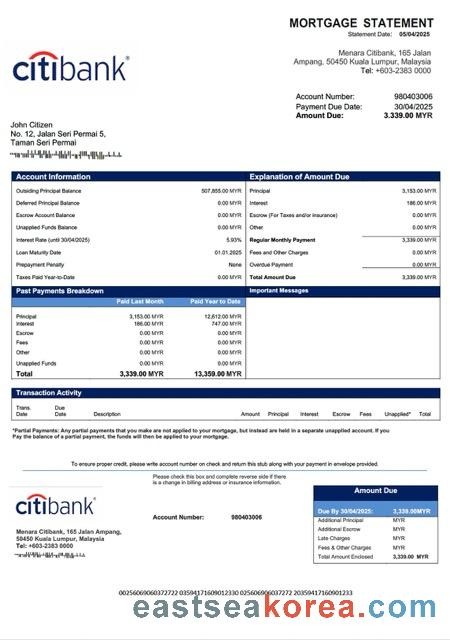 MORTGAGE STATEMENT
Statement Date: 05/04/2025
citibank
Menara Citibank, 165 Jalan
Ampang, 50450 Kuala Lumpur, Malaysia
Tel: +603-2383 0000
Account Number: 980403006
Payment Due Date: 30/04/2025
Amount Due: 3.339.00 MYR
John Citizen
No. 12, Jalan Seri Permai 5,
Taman Seri Permai
Account Information
Outsiding Principal Balance 507,855.00 MYR
Deferred Principal Balance 0.00 MYR
Escrow Account Balance 0.00 MYR
Unapplied Funds Balance 0.00 MYR
Interest Rate (until 30/04/2025) 5.93%
Loan Maturity Date 01.01.2025
Prepayment Penalty None
Taxes Paid Year-to-Date 0.00 MYR
Explanation of Amount Due
Principal 3,153.00 MYR
Interest 186.00 MYR
Escrow (For Taxes and/or Insurance) 0.00 MYR
Other 0.00 MYR
Regular Monthly Payment 3,339.00 MYR
Fees and Other Charges 0.00 MYR
Overdue Payment 0.00 MYR
Total Amount Due 3,339.00 MYR
Past Payments Breakdown
Paid Last Month Paid Year to Date
Principal 3,153.00 MYR 12,612.00 MYR
Interest 186.00 MYR 747.00 MYR
Escrow 0.00 MYR 0.00 MYR
Fees 0.00 MYR 0.00 MYR
Other 0.00 MYR 0.00 MYR
Unapplied Funds 0.00 MYR 0.00 MYR
Total 3,339.00 MYR 13,359.00 MYR
Important Messages
Transaction Activity
Trans. Date Due Date Description Amount Principal Interest Escrow Fees Unapplied* Total
*Partial Payments: Any partial payments that you make are not applied to your mortgage, but instead are held in a separate unapplied account. If you
Pay the balance of a partial payment, the funds will then be applied to your mortgage.
To ensure proper credit, please write account number on check and return this stub along with your payment in envelope provided.
Please check this box and complete reverse side if there
is a change in billing address or insurance information.
citibank
Account Number: 980403006
Menara Citibank, 165 Jalan Ampang,
50450 Kuala Lumpur, Malaysia
Tel: +603-2383 0000
Amount Due
Due By 30/04/2025: 3,339.00MYR
Additional Principal MYR
Additional Escrow MYR
Late Charges MYR
Fees & Other Charges MYR
Total Amount Enclosed 3,339.00 MYR
eastseakorea.com